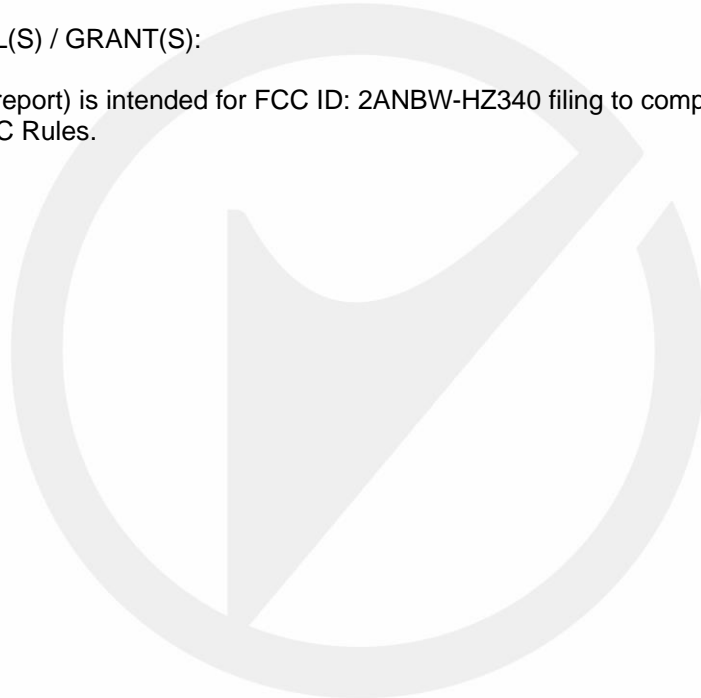 L(S) / GRANT(S):
report) is intended for FCC ID: 2ANBW-HZ340 filing to comp
C Rules.